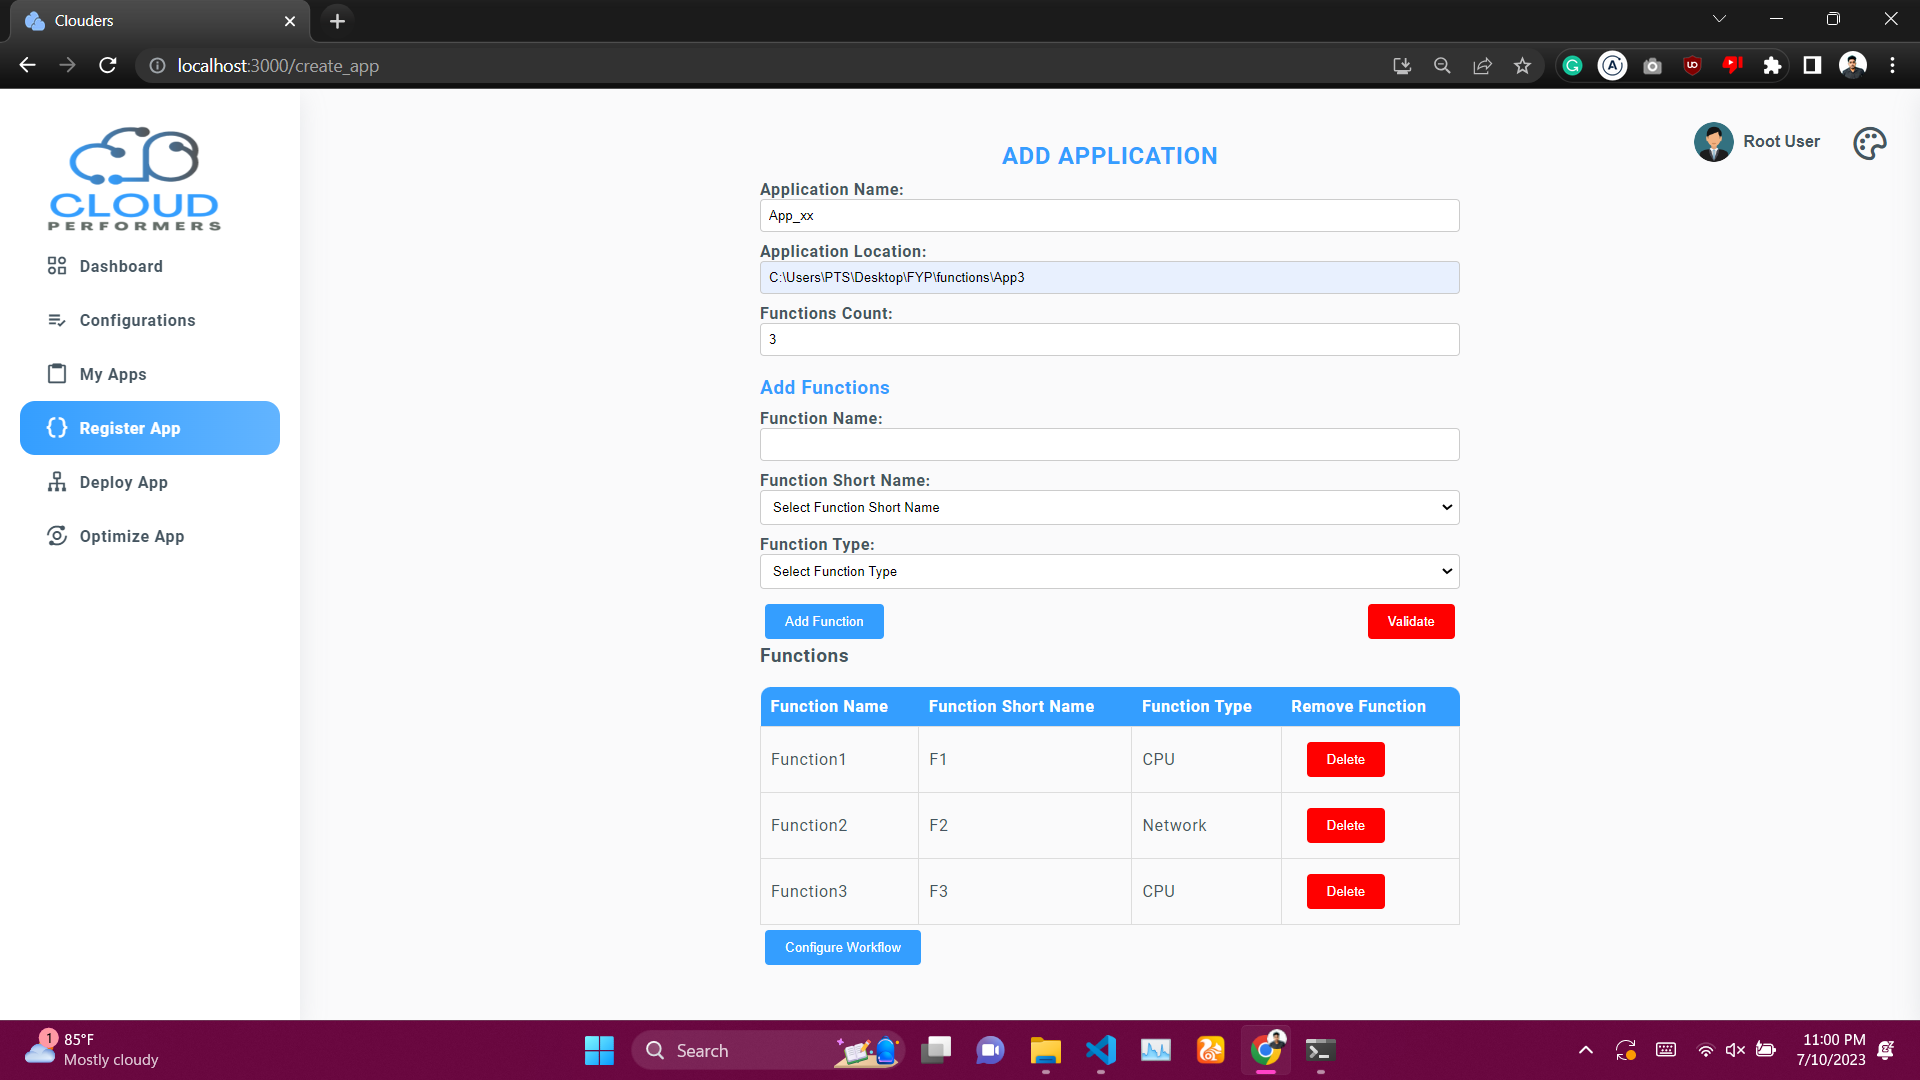 Clouders
localhost:3000/create_app
CLOUD
PERFORMERS
Dashboard
Configurations
My Apps
Register App
Deploy App
Optimize App
Root User
ADD APPLICATION
Application Name:
App_xx
Application Location:
C:\Users\PTS\Desktop\FYP\functions\App3
Functions Count:
3
Add Functions
Function Name:
Function Short Name:
Select Function Short Name
Function Type:
Select Function Type
Add Function Validate
Functions
Function Name Function Short Name Function Type Remove Function
Function1 F1 CPU Delete
Function2 F2 Network Delete
Function3 F3 CPU Delete
Configure Workflow
1 85°F
Mostly cloudy
Search
11:00 PM
7/10/2023